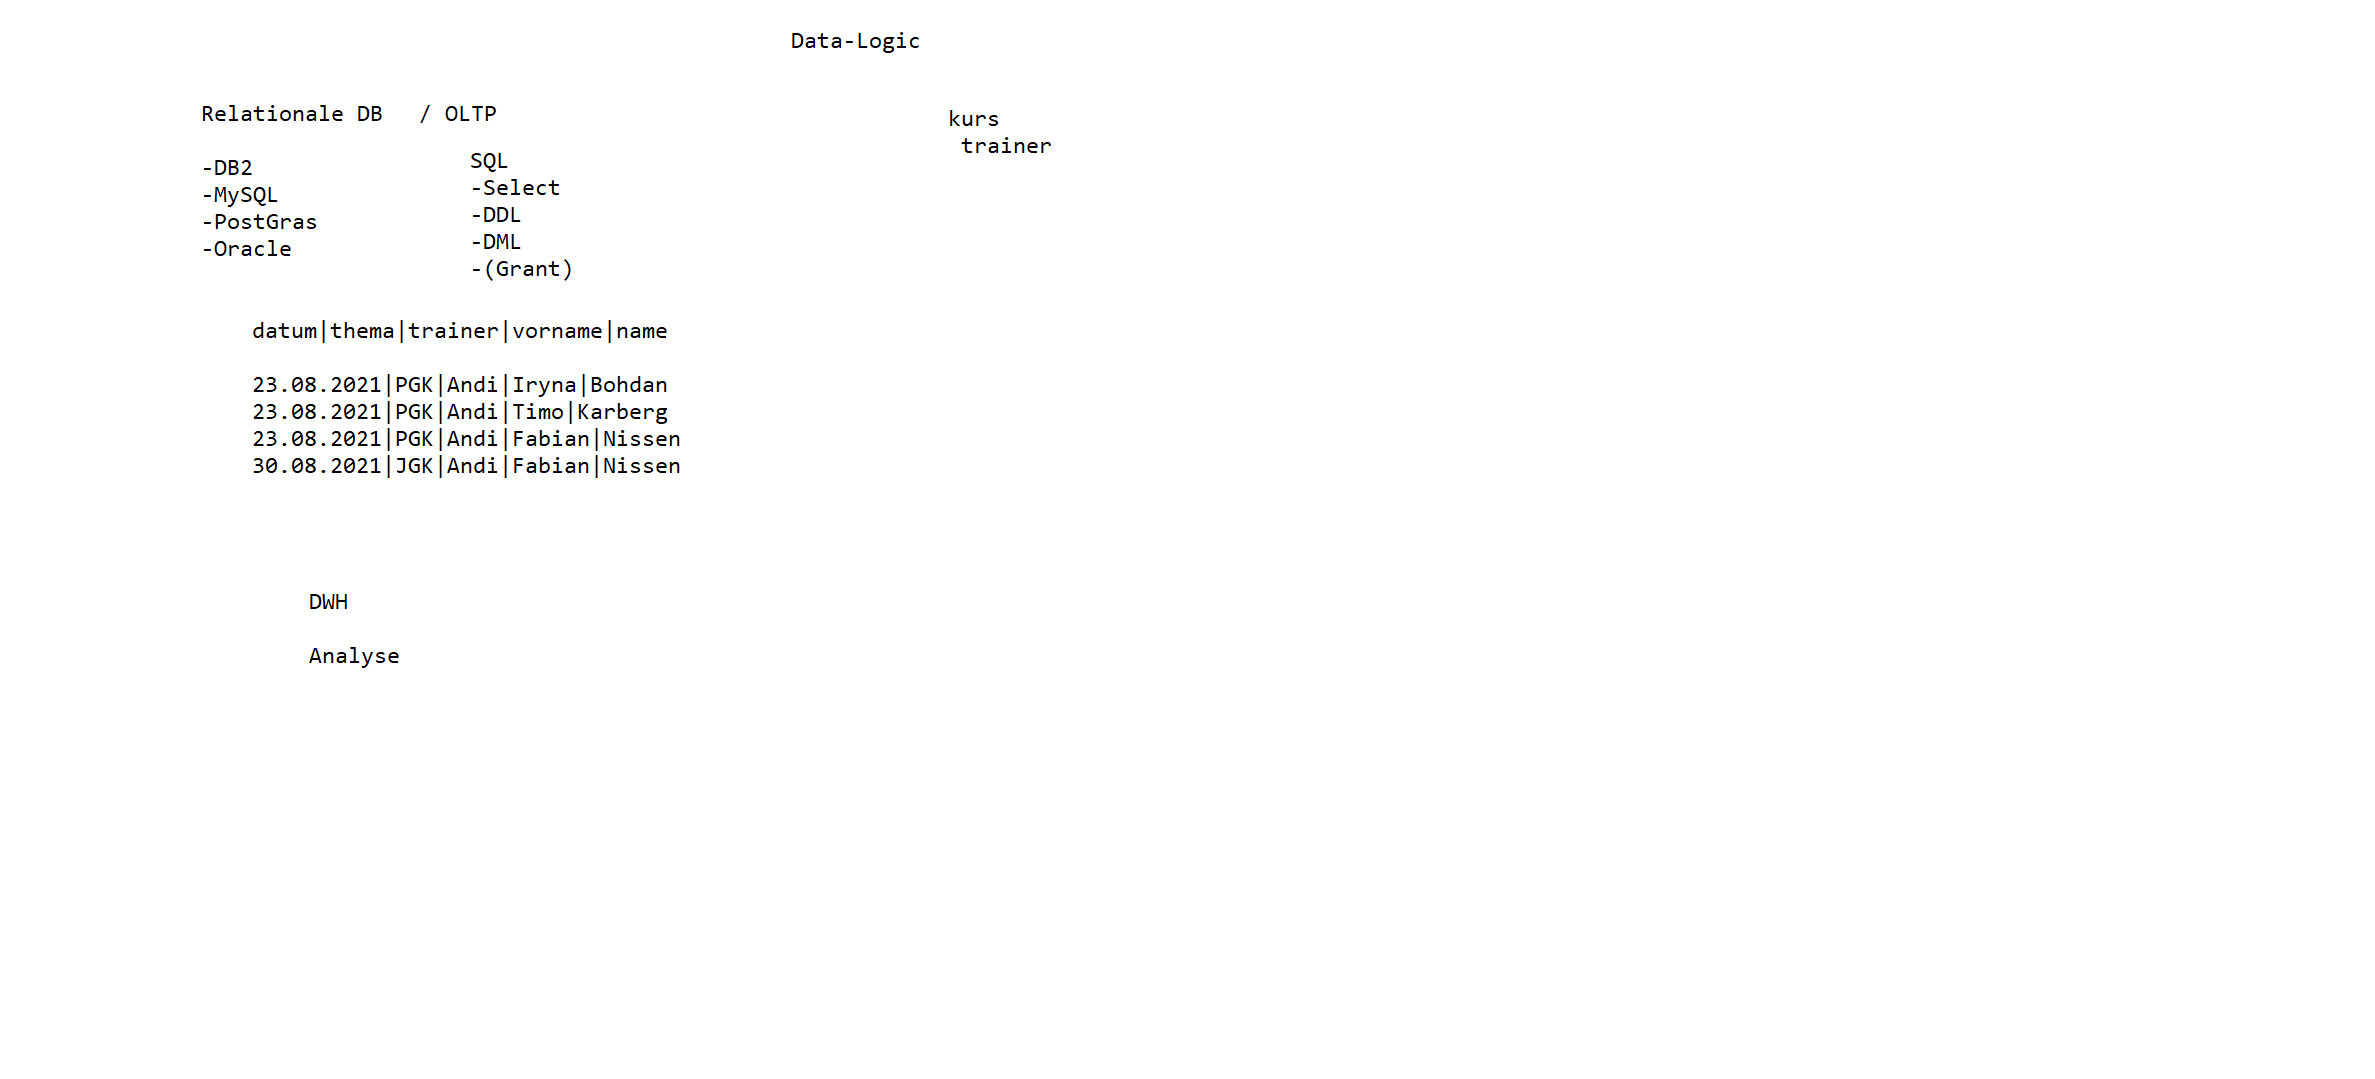 Data-Logic
Relationale DB / OLTP
-DB2
-MySQL
-PostGras
-Oracle
SQL
-Select
-DDL
-DML
-(Grant)
kurs
trainer
datum|thema|trainer|vorname|name
23.08.2021|PGK|Andi|Iryna|Bohdan
23.08.2021|PGK|Andi|Timo|Karberg
23.08.2021|PGK|Andi|Fabian|Nissen
30.08.2021|JGK|Andi|Fabian|Nissen
DWH
Analyse